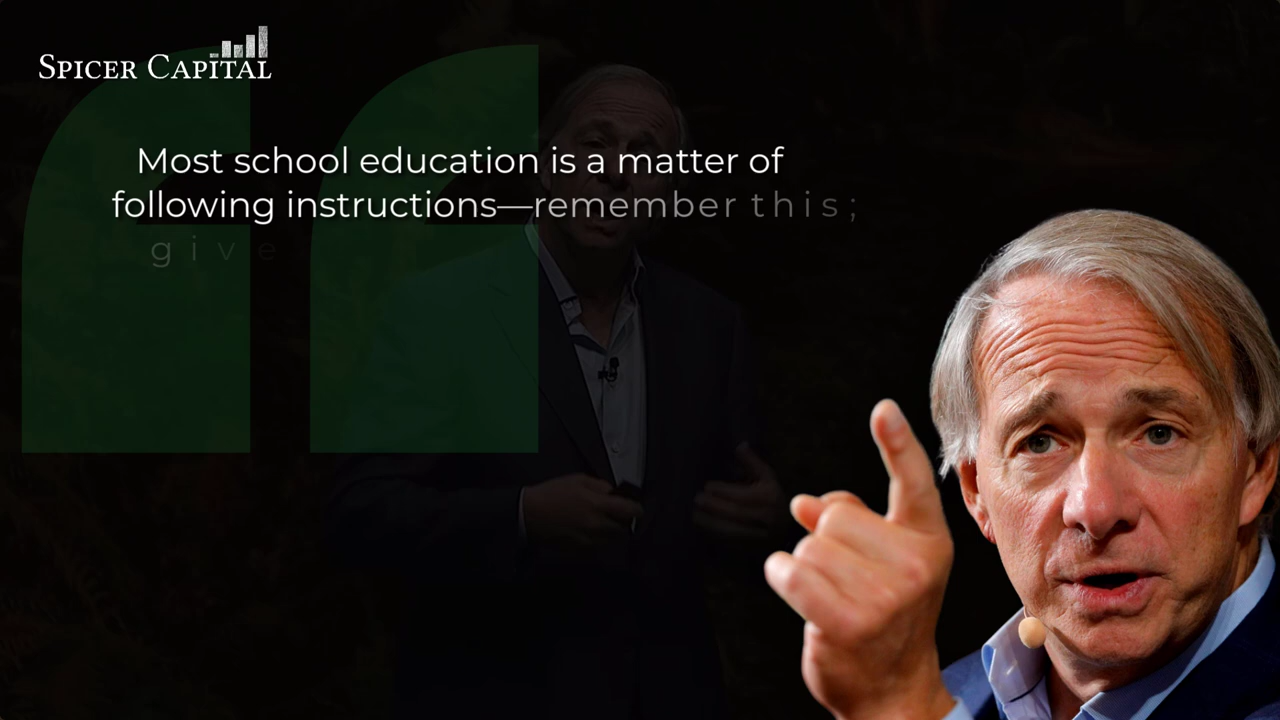 SPICER CAPITAL
Most school education is a matter of
following instructions—remember this;
give